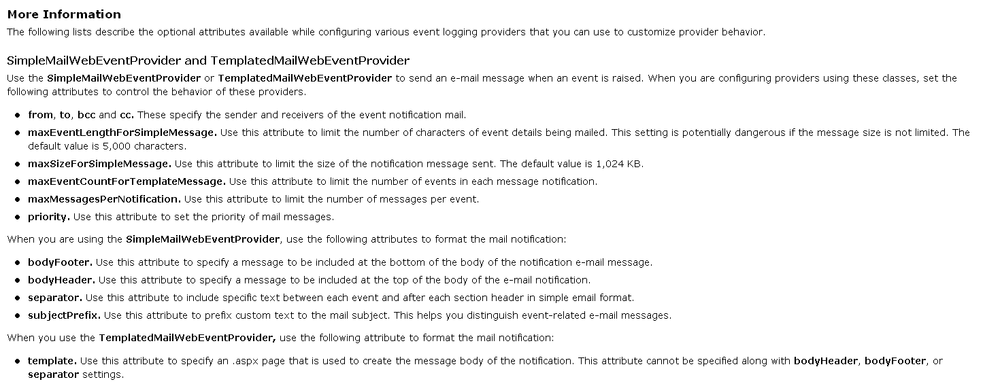 More Information
The following lists describe the optional attributes available while configuring various event logging providers that you can use to customize provider behavior.
SimpleMailWebEventProvider and TemplatedMailWebEventProvider
Use the SimpleMailWebEventProvider or TemplatedMailWebEventProvider to send an e-mail message when an event is raised. When you are configuring providers using these classes, set the
following attributes to control the behavior of these providers.
• from, to, bcc and cc. These specify the sender and receivers of the event notification mail.
• maxEventLengthForSimpleMessage. Use this attribute to limit the number of characters of event details being mailed. This setting is potentially dangerous if the message size is not limited. The
default value is 5,000 characters.
• maxSizeForSimpleMessage. Use this attribute to limit the size of the notification message sent. The default value is 1,024 KB.
• maxEventCountForTemplateMessage. Use this attribute to limit the number of events in each message notification.
• maxMessagesPerNotification. Use this attribute to limit the number of messages per event.
• priority. Use this attribute to set the priority of mail messages.
When you are using the SimpleMailWebEventProvider, use the following attributes to format the mail notification:
• bodyFooter. Use this attribute to specify a message to be included at the bottom of the body of the notification e-mail message.
• bodyHeader. Use this attribute to specify a message to be included at the top of the body of the e-mail notification.
• separator. Use this attribute to include specific text between each event and after each section header in simple email format.
• subjectPrefix. Use this attribute to prefix custom text to the mail subject. This helps you distinguish event-related e-mail messages.
When you use the TemplatedMailWebEventProvider, use the following attribute to format the mail notification:
• template. Use this attribute to specify an .aspx page that is used to create the message body of the notification. This attribute cannot be specified along with bodyHeader, bodyFooter, or
separator settings.